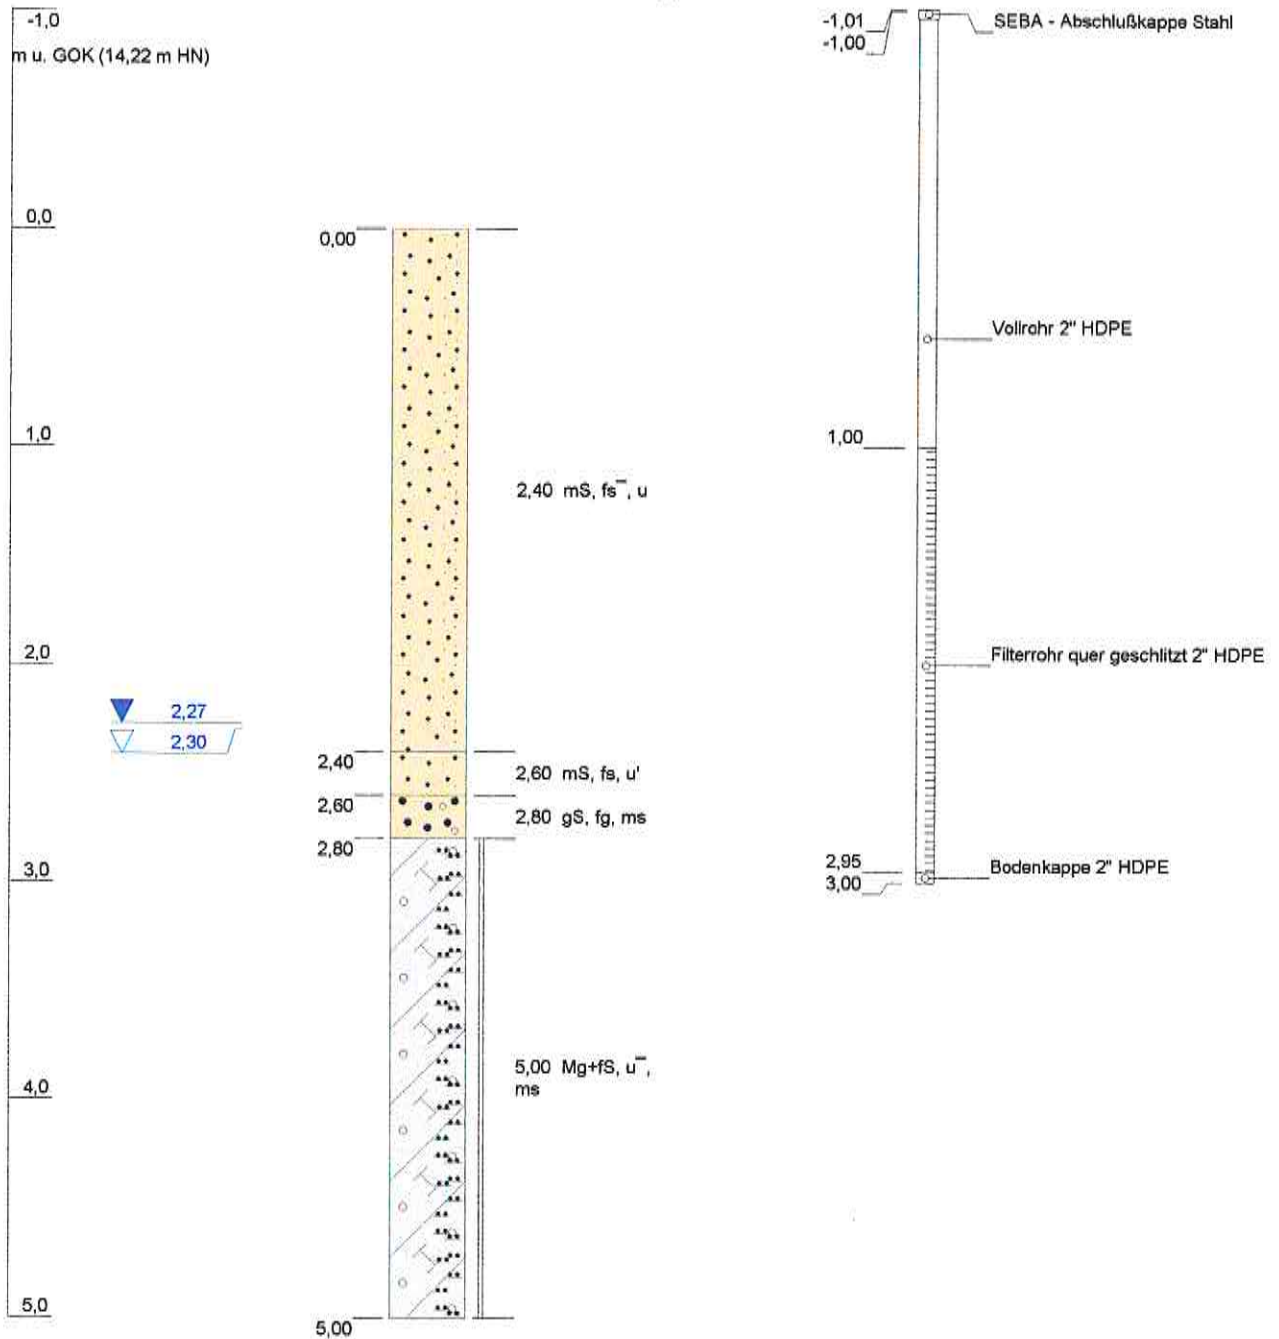 -1,0
m u. GOK (14,22 m HN)
0,0
1,0
2,0
3,0
4,0
5,0
2,27
2,30
0,00
2,40
2,60
2,80
5,00
2,40 mS, fs¯, u
2,60 mS, fs, u'
2,80 gS, fg, ms
5,00 Mg+fS, u¯,
ms
-1,01
-1,00
1,00
2,95
3,00
SEBA - Abschlußkappe Stahl
Vollrohr 2" HDPE
Filterrohr quer geschlitzt 2" HDPE
Bodenkappe 2" HDPE